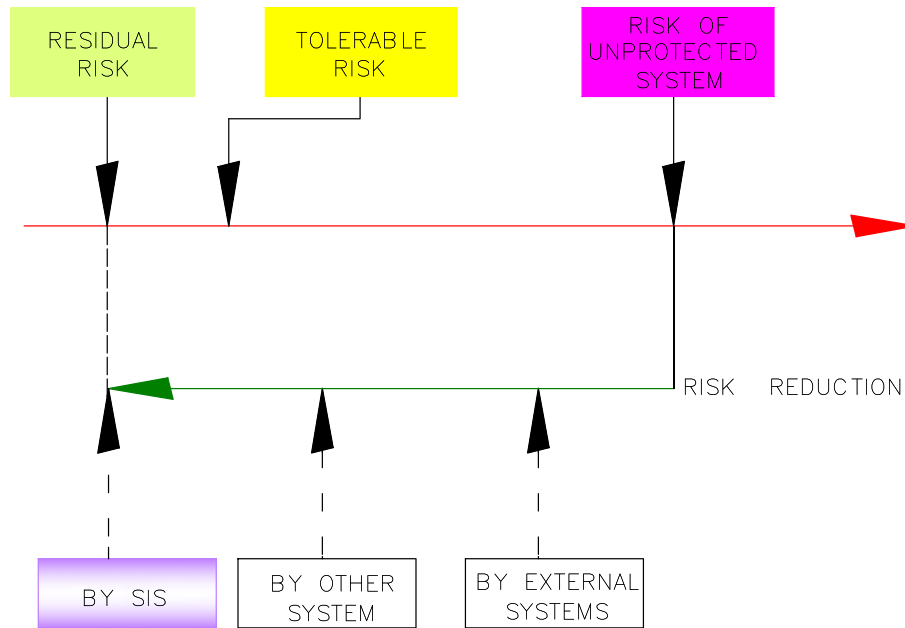 RESIDUAL
RISK
TOLERABLE
RISK
RISK OF
UNPROTECTED
SYSTEM
RISK REDUCTION
BY SIS
BY OTHER
SYSTEM
BY EXTERNAL
SYSTEMS